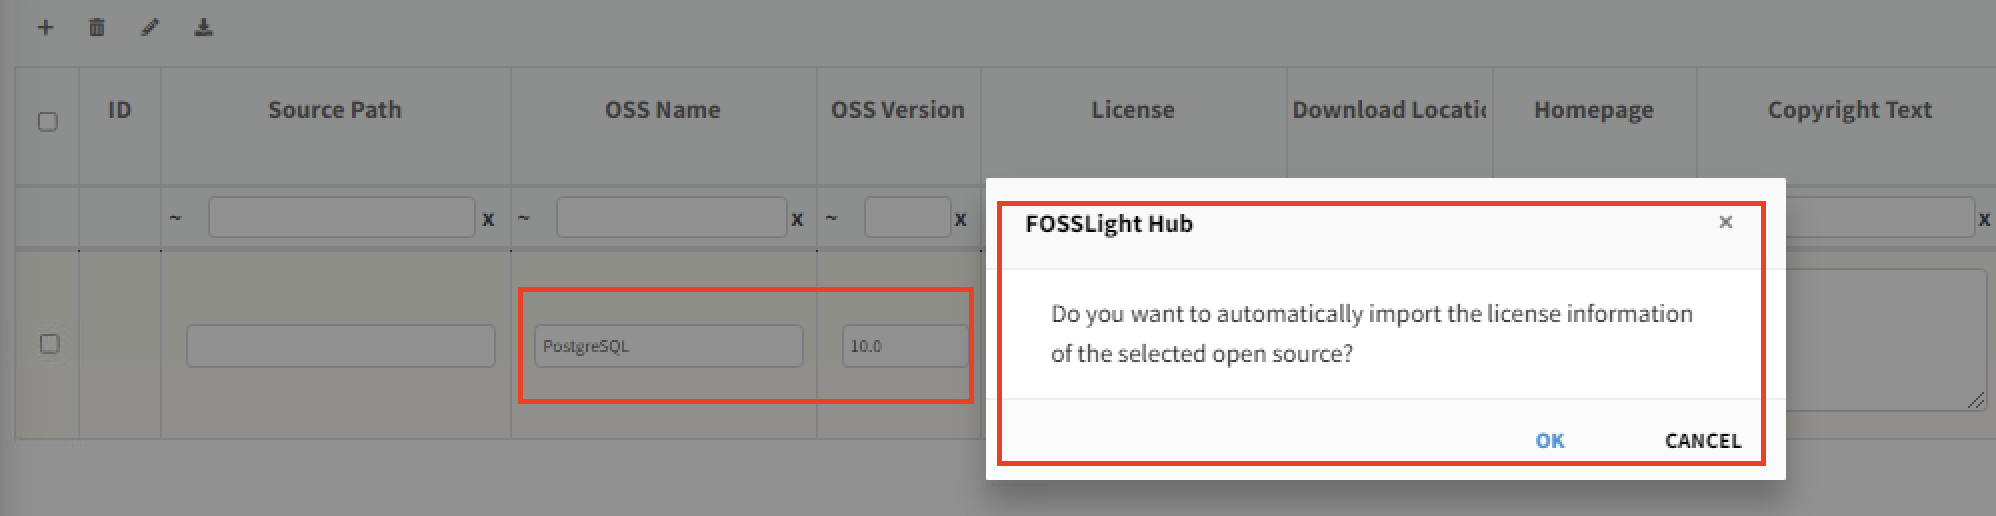 ID Source Path OSS Name OSS Version License Download Locatio Homepage Copyright Text
~ x ~ x ~ x x
FOSSLight Hub ×
PostgreSQL 10.0
Do you want to automatically import the license information
of the selected open source?
OK CANCEL